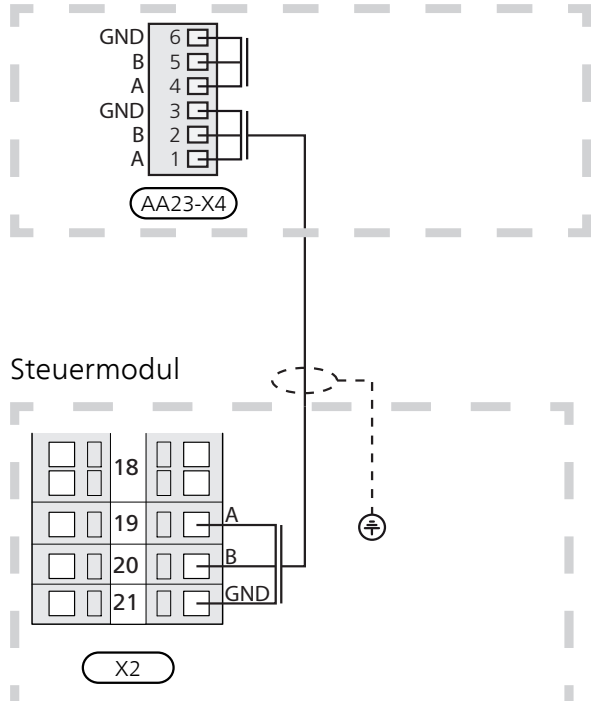 GND 6
B 5
A 4
GND 3
B 2
A 1
AA23-X4
Steuermodul
18
19 A
20 B
21 GND
X2